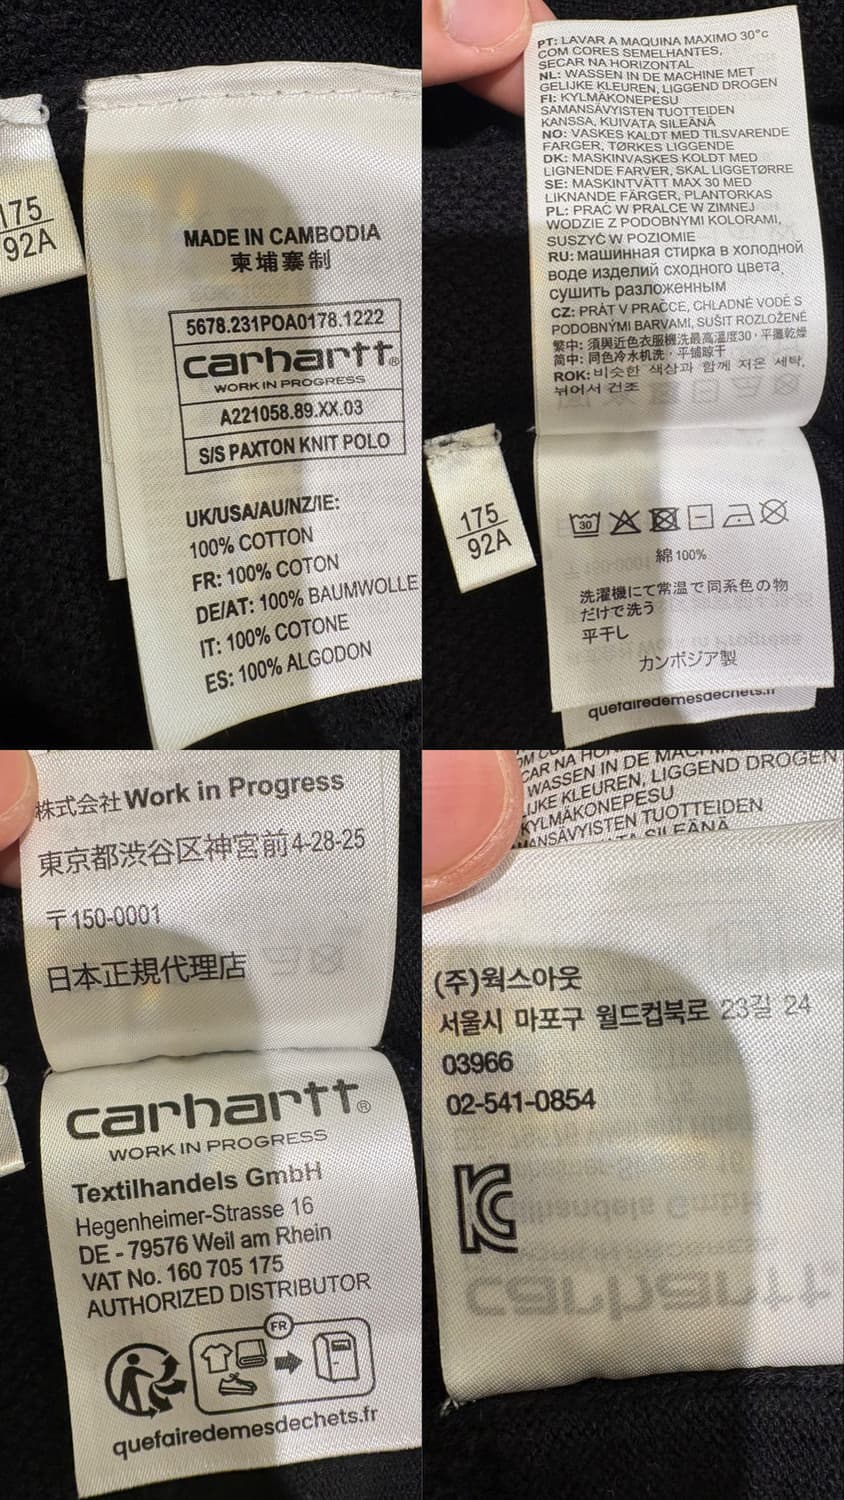 175
92A
MADE IN CAMBODIA
柬埔寨制
5678.231POA0178.1222
carhartt®
WORK IN PROGRESS
A221058.89.XX.03
S/S PAXTON KNIT POLO
UK/USA/AU/NZ/IE:
100% COTTON
FR: 100% COTON
DE/AT: 100% BAUMWOLLE
IT: 100% COTONE
ES: 100% ALGODON
PT: LAVAR A MAQUINA MAXIMO 30°c
COM CORES SEMELHANTES,
SECAR NA HORIZONTAL
NL: WASSEN IN DE MACHINE MET
GELIJKE KLEUREN, LIGGEND DROGEN
FI: KYLMÄKONEPESU
SAMANSÄVYISTEN TUOTTEIDEN
KANSSA, KUIVATA SILEÄNÄ
NO: VASKES KALDT MED TILSVARENDE
FARGER, TØRKES LIGGENDE
DK: MASKINVASKES KOLDT MED
LIGNENDE FARVER, SKAL LIGGETØRRE
SE: MASKINTVÄTT MAX 30 MED
LIKNANDE FÄRGER, PLANTORKAS
PL: PRAĆ W PRALCE W ZIMNEJ
WODZIE Z PODOBNYMI KOLORAMI,
SUSZYĆ W POZIOMIE
RU: машинная стирка в холодной
воде изделий сходного цвета,
сушить разложенным
CZ: PRÁT V PRAČCE, CHLADNÉ VODĚ S
PODOBNÝMI BARVAMI, SUŠIT ROZLOŽENÉ
繁中: 須與近色衣服機洗最高溫度30，平攤乾燥
简中: 同色冷水机洗，平铺晾干
ROK: 비슷한 색상과 함께 저온 세탁,
뉘어서 건조
175
92A
30
綿100%
洗濯機にて常温で同系色の物
だけで洗う
平干し
カンボジア製
quefairedemesdechets.fr
株式会社Work in Progress
東京都渋谷区神宮前4-28-25
〒150-0001
日本正規代理店
carhartt®
WORK IN PROGRESS
Textilhandels GmbH
Hegenheimer-Strasse 16
DE - 79576 Weil am Rhein
VAT No. 160 705 175
AUTHORIZED DISTRIBUTOR
FR
quefairedemesdechets.fr
CAR NA HOR
WASSEN IN DE MACH
IJKE KLEUREN, LIGGEND DROGEN
KYLMÄKONEPESU
MANSÄVYISTEN TUOTTEIDEN
SILEÄNÄ
(주)웍스아웃
서울시 마포구 월드컵북로 23길 24
03966
02-541-0854
KC